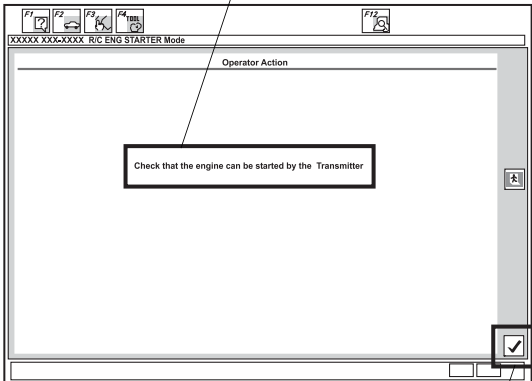 F1 F2 F3 F4 TOOL F12
XXXXX XXX-XXXX R/C ENG STARTER Mode
Operator Action
Check that the engine can be started by the Transmitter